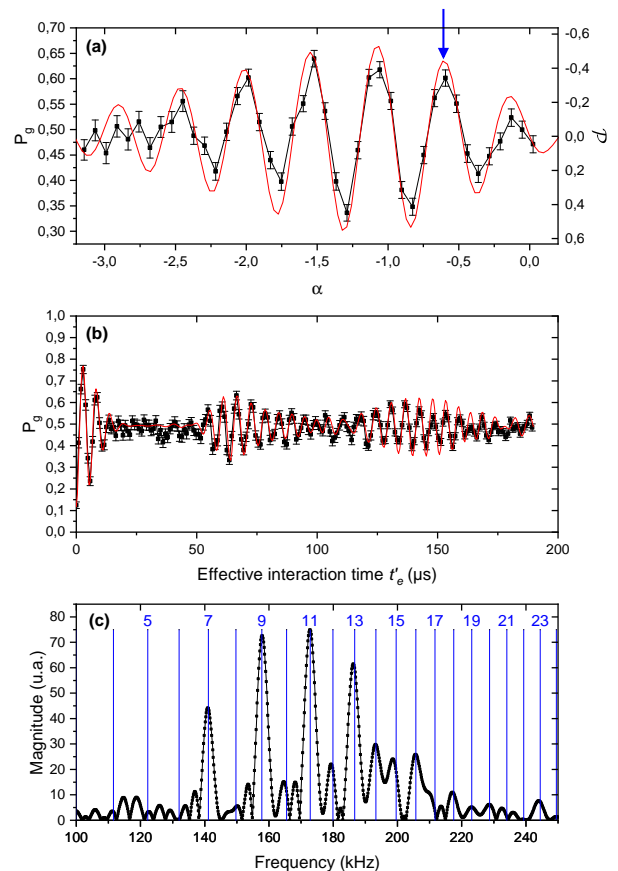 (a)
0,70
0,65
0,60
0,55
0,50
0,45
0,40
0,35
0,30
P_g
-0,6
-0,4
-0,2
0,0
0,2
0,4
0,6
𝒫
-3,0 -2,5 -2,0 -1,5 -1,0 -0,5 0,0
α
(b)
1,0
0,9
0,8
0,7
0,6
0,5
0,4
0,3
0,2
0,1
0,0
P_g
0 50 100 150 200
Effective interaction time t'_e (µs)
(c)
5 7 9 11 13 15 17 19 21 23
80
70
60
50
40
30
20
10
0
Magnitude (u.a.)
100 120 140 160 180 200 220 240
Frequency (kHz)